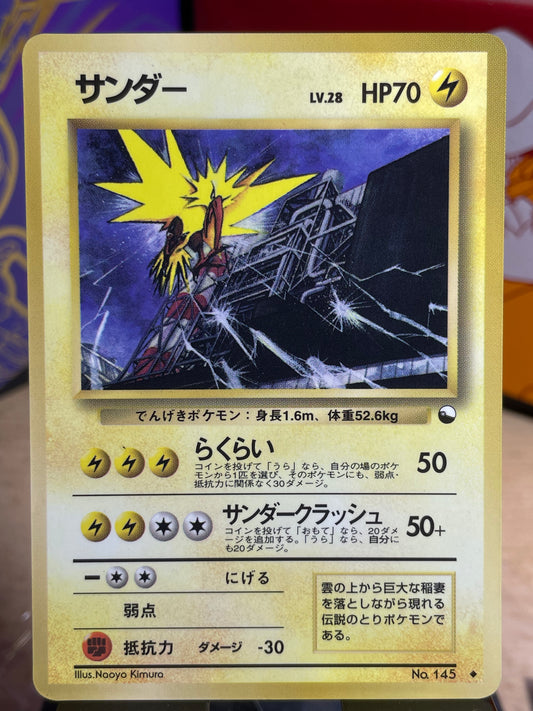 サンダー LV.28 HP70
でんげきポケモン：身長1.6m、体重52.6kg
らくらい 50
コインを投げて「うら」なら、自分の場のポケ
モンから1匹を選び、そのポケモンにも、弱点・
抵抗力に関係なく30ダメージ。
サンダークラッシュ 50+
コインを投げて「おもて」なら、20ダメ
ージを追加する。「うら」なら、自分に
も20ダメージ。
にげる
弱点
抵抗力 ダメージ -30
雲の上から巨大な稲妻
を落としながら現れる
伝説のとりポケモンで
ある。
Illus.Naoyo Kimura No. 145